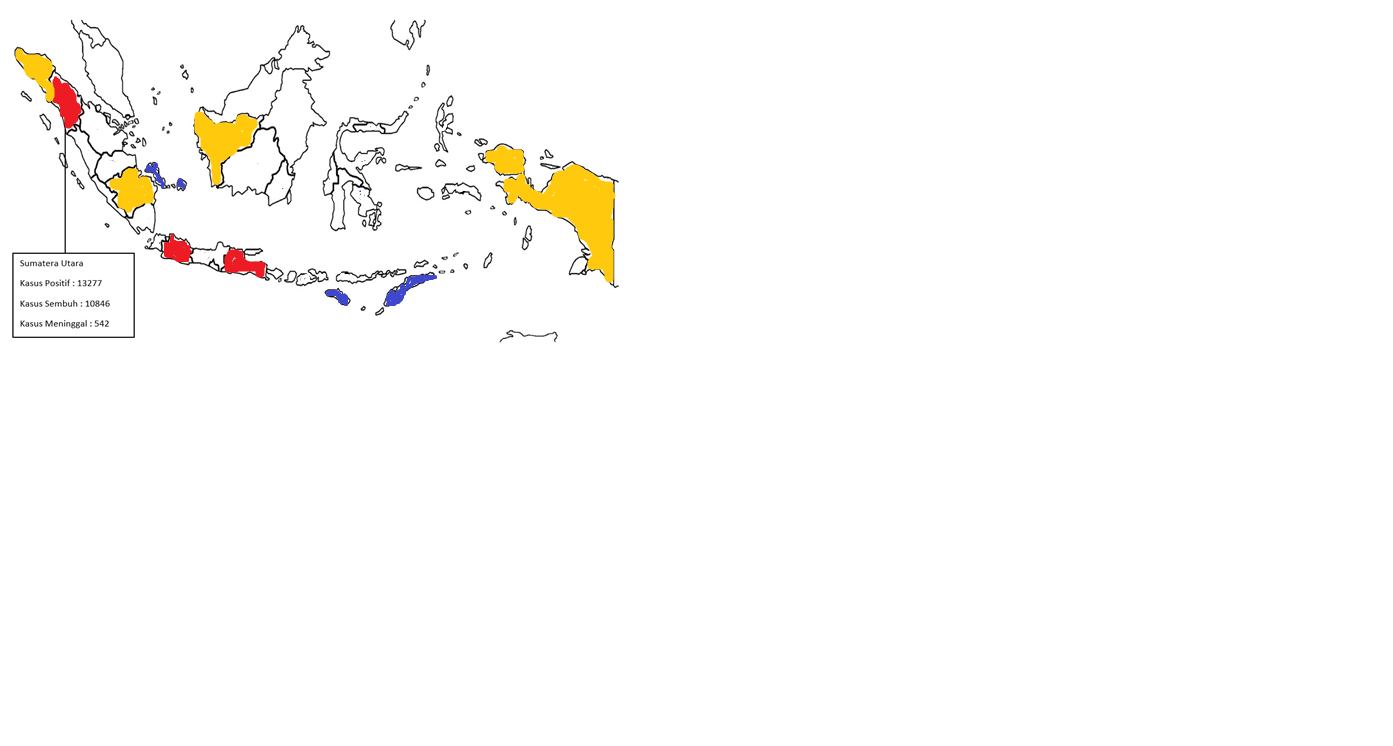 Sumatera Utara
Kasus Positif : 13277
Kasus Sembuh : 10846
Kasus Meninggal : 542